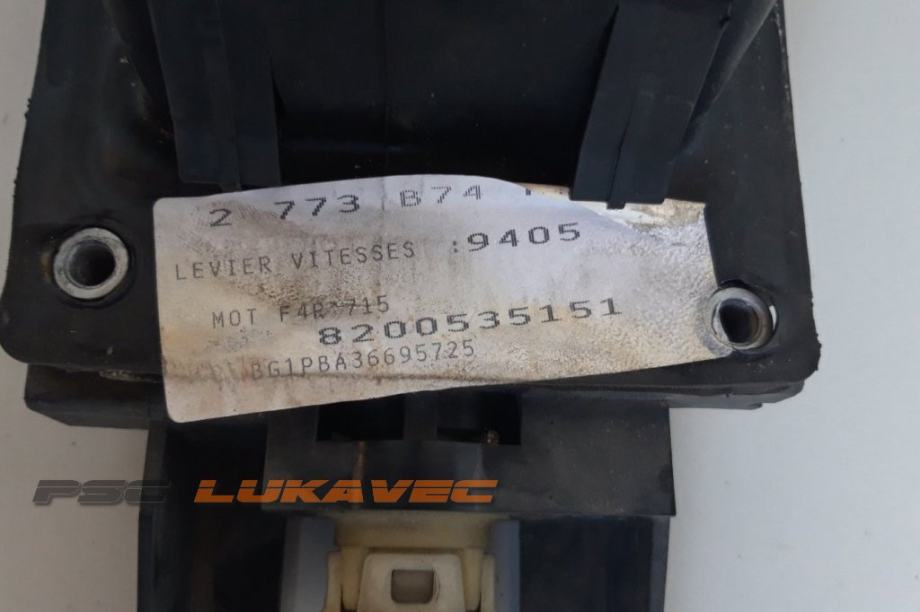 2 773 B74
LEVIER VITESSES :9405
MOT F4R*715
8200535151
BG1PBA36695725
PSC LUKAVEC